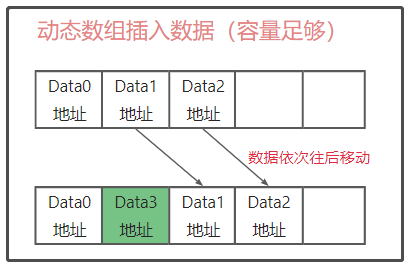 动态数组插入数据（容量足够）
Data0 Data1 Data2
地址 地址 地址
数据依次往后移动
Data0 Data3 Data1 Data2
地址 地址 地址 地址